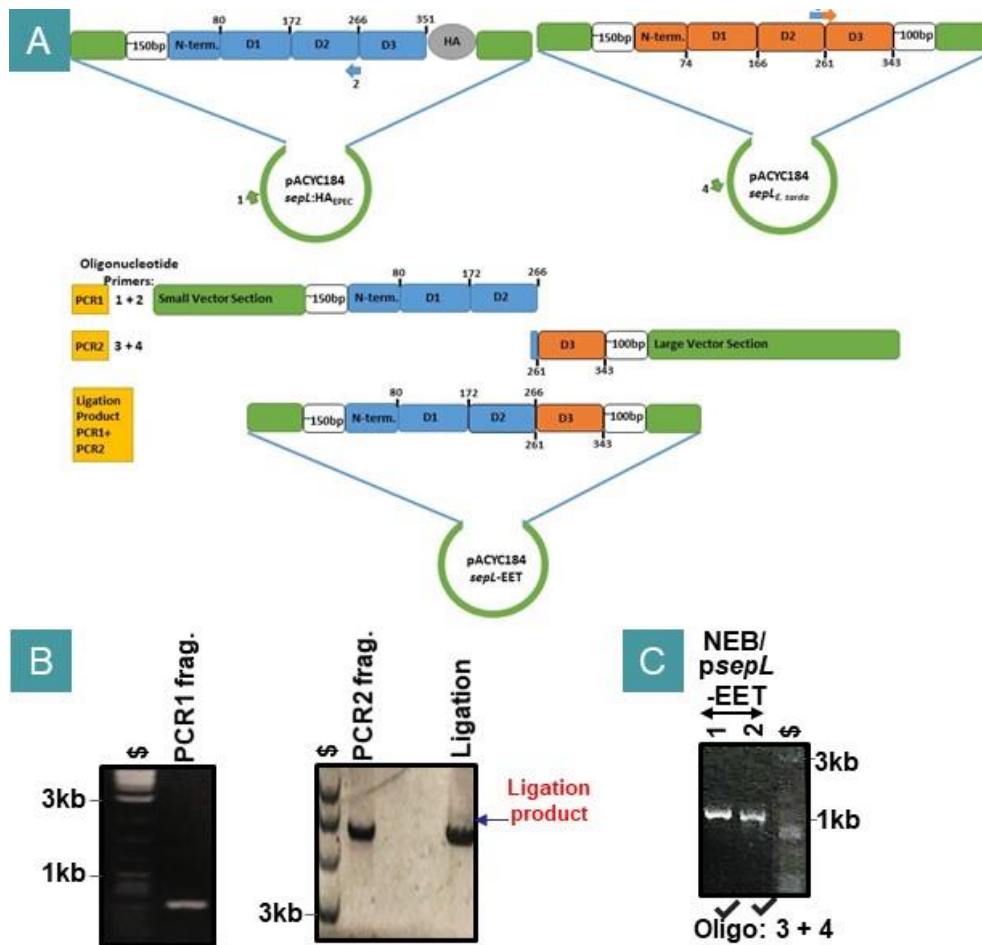 A
80 172 266 351
~150bp N-term. D1 D2 D3 HA
2
~150bp N-term. D1 D2 D3 ~100bp
74 166 261 343
1
pACYC184
sepL:HAEPEC
4
pACYC184
sepLE. tarda
Oligonucleotide
Primers:
80 172 266
PCR1 1 + 2 Small Vector Section ~150bp N-term. D1 D2
PCR2 3 + 4 D3 ~100bp Large Vector Section
261 343
Ligation
Product
PCR1+
PCR2
80 172 266
~150bp N-term. D1 D2 D3 ~100bp
261 343
pACYC184
sepL-EET
B
$ PCR1 frag.
3kb
1kb
$ PCR2 frag. Ligation
Ligation
product
3kb
C
NEB/
psepL
-EET
1 2 $
3kb
1kb
Oligo: 3 + 4